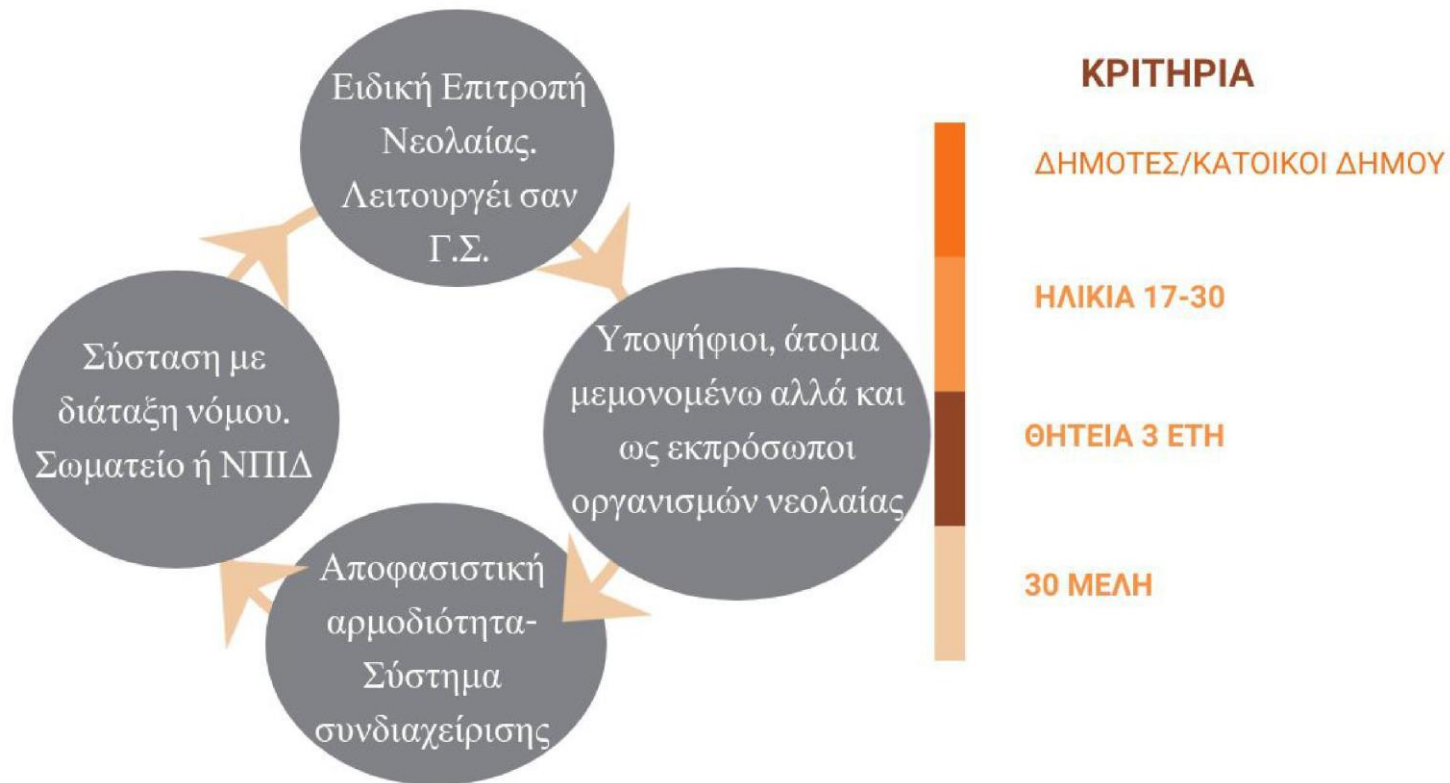 Ειδική Επιτροπή
Νεολαίας.
Λειτουργέι σαν
Γ.Σ.
Υποψήφιοι, άτομα
μεμονομένω αλλά και
ως εκπρόσωποι
οργανισμών νεολαίας
Αποφασιστική
αρμοδιότητα-
Σύστημα
συνδιαχείρισης
Σύσταση με
διάταξη νόμου.
Σωματείο ή ΝΠΙΔ
ΚΡΙΤΗΡΙΑ
ΔΗΜΟΤΕΣ/ΚΑΤΟΙΚΟΙ ΔΗΜΟΥ
ΗΛΙΚΙΑ 17-30
ΘΗΤΕΙΑ 3 ΕΤΗ
30 ΜΕΛΗ